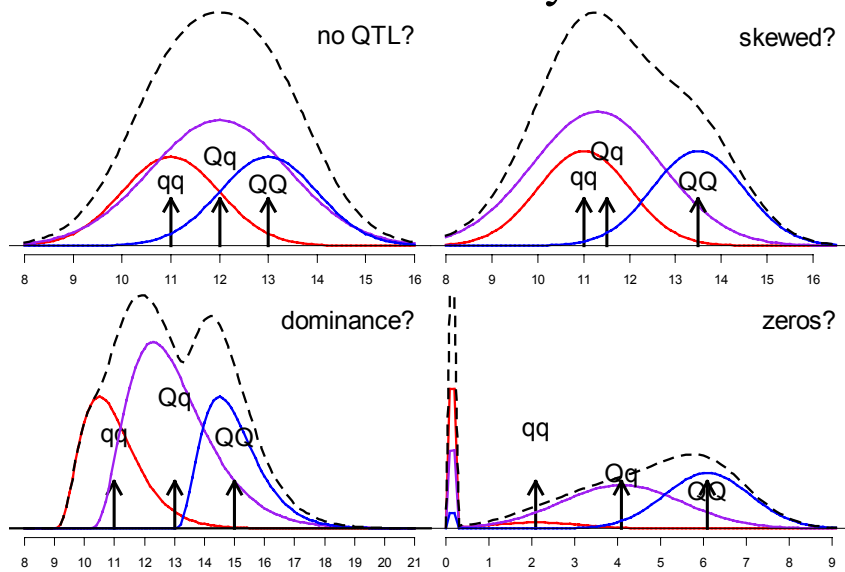 y
no QTL?
skewed?
qq
Qq
QQ
qq
Qq
QQ
8 9 10 11 12 13 14 15 16
8 9 10 11 12 13 14 15 16
dominance?
zeros?
qq
Qq
QQ
qq
Qq
QQ
8 9 10 11 12 13 14 15 16 17 18 19 20 21
0 1 2 3 4 5 6 7 8 9